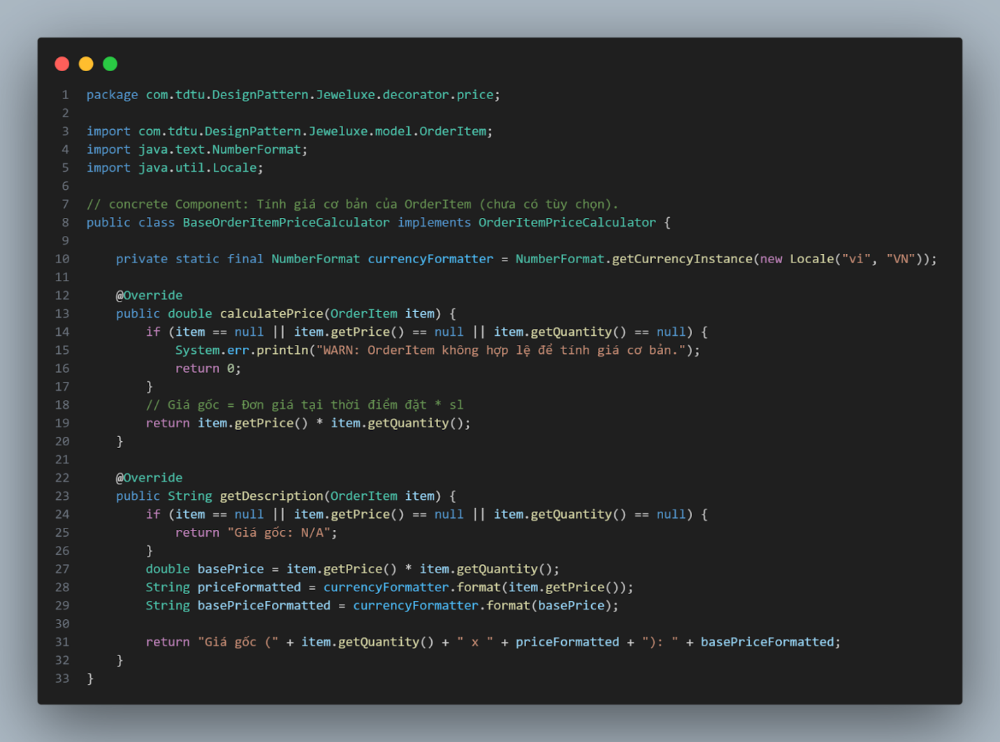 1 package com.tdtu.DesignPattern.Jeweluxe.decorator.price;
2
3 import com.tdtu.DesignPattern.Jeweluxe.model.OrderItem;
4 import java.text.NumberFormat;
5 import java.util.Locale;
6
7 // concrete Component: Tính giá cơ bản của OrderItem (chưa có tùy chọn).
8 public class BaseOrderItemPriceCalculator implements OrderItemPriceCalculator {
9
10     private static final NumberFormat currencyFormatter = NumberFormat.getCurrencyInstance(new Locale("vi", "VN"));
11
12     @Override
13     public double calculatePrice(OrderItem item) {
14         if (item == null || item.getPrice() == null || item.getQuantity() == null) {
15             System.err.println("WARN: OrderItem không hợp lệ để tính giá cơ bản.");
16             return 0;
17         }
18         // Giá gốc = Đơn giá tại thời điểm đặt * sl
19         return item.getPrice() * item.getQuantity();
20     }
21
22     @Override
23     public String getDescription(OrderItem item) {
24         if (item == null || item.getPrice() == null || item.getQuantity() == null) {
25             return "Giá gốc: N/A";
26         }
27         double basePrice = item.getPrice() * item.getQuantity();
28         String priceFormatted = currencyFormatter.format(item.getPrice());
29         String basePriceFormatted = currencyFormatter.format(basePrice);
30
31         return "Giá gốc (" + item.getQuantity() + " x " + priceFormatted + "): " + basePriceFormatted;
32     }
33 }